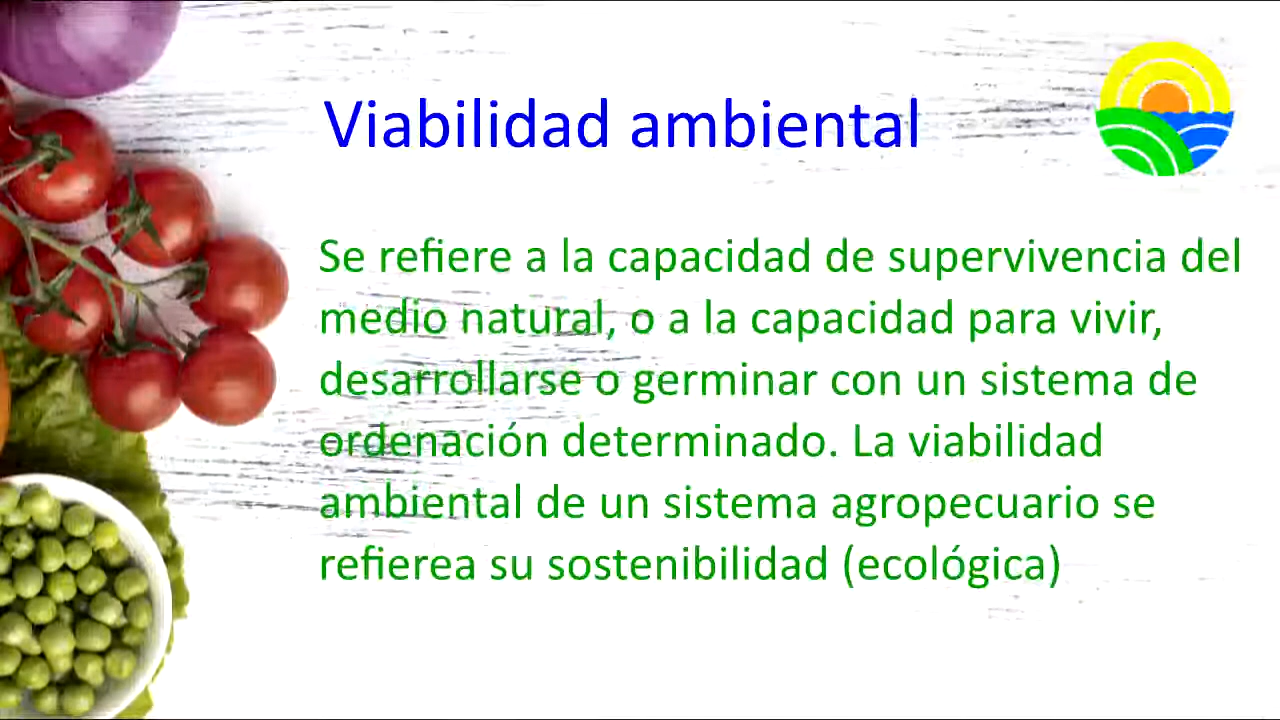 Viabilidad ambiental
Se refiere a la capacidad de supervivencia del
medio natural, o a la capacidad para vivir,
desarrollarse o germinar con un sistema de
ordenación determinado. La viabilidad
ambiental de un sistema agropecuario se
refierea su sostenibilidad (ecológica)